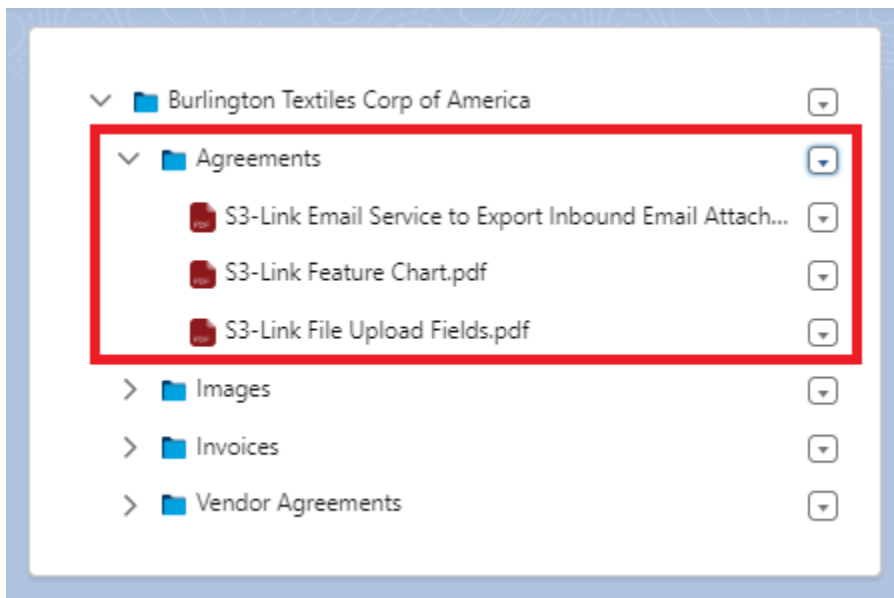 Burlington Textiles Corp of America
Agreements
S3-Link Email Service to Export Inbound Email Attach...
S3-Link Feature Chart.pdf
S3-Link File Upload Fields.pdf
Images
Invoices
Vendor Agreements